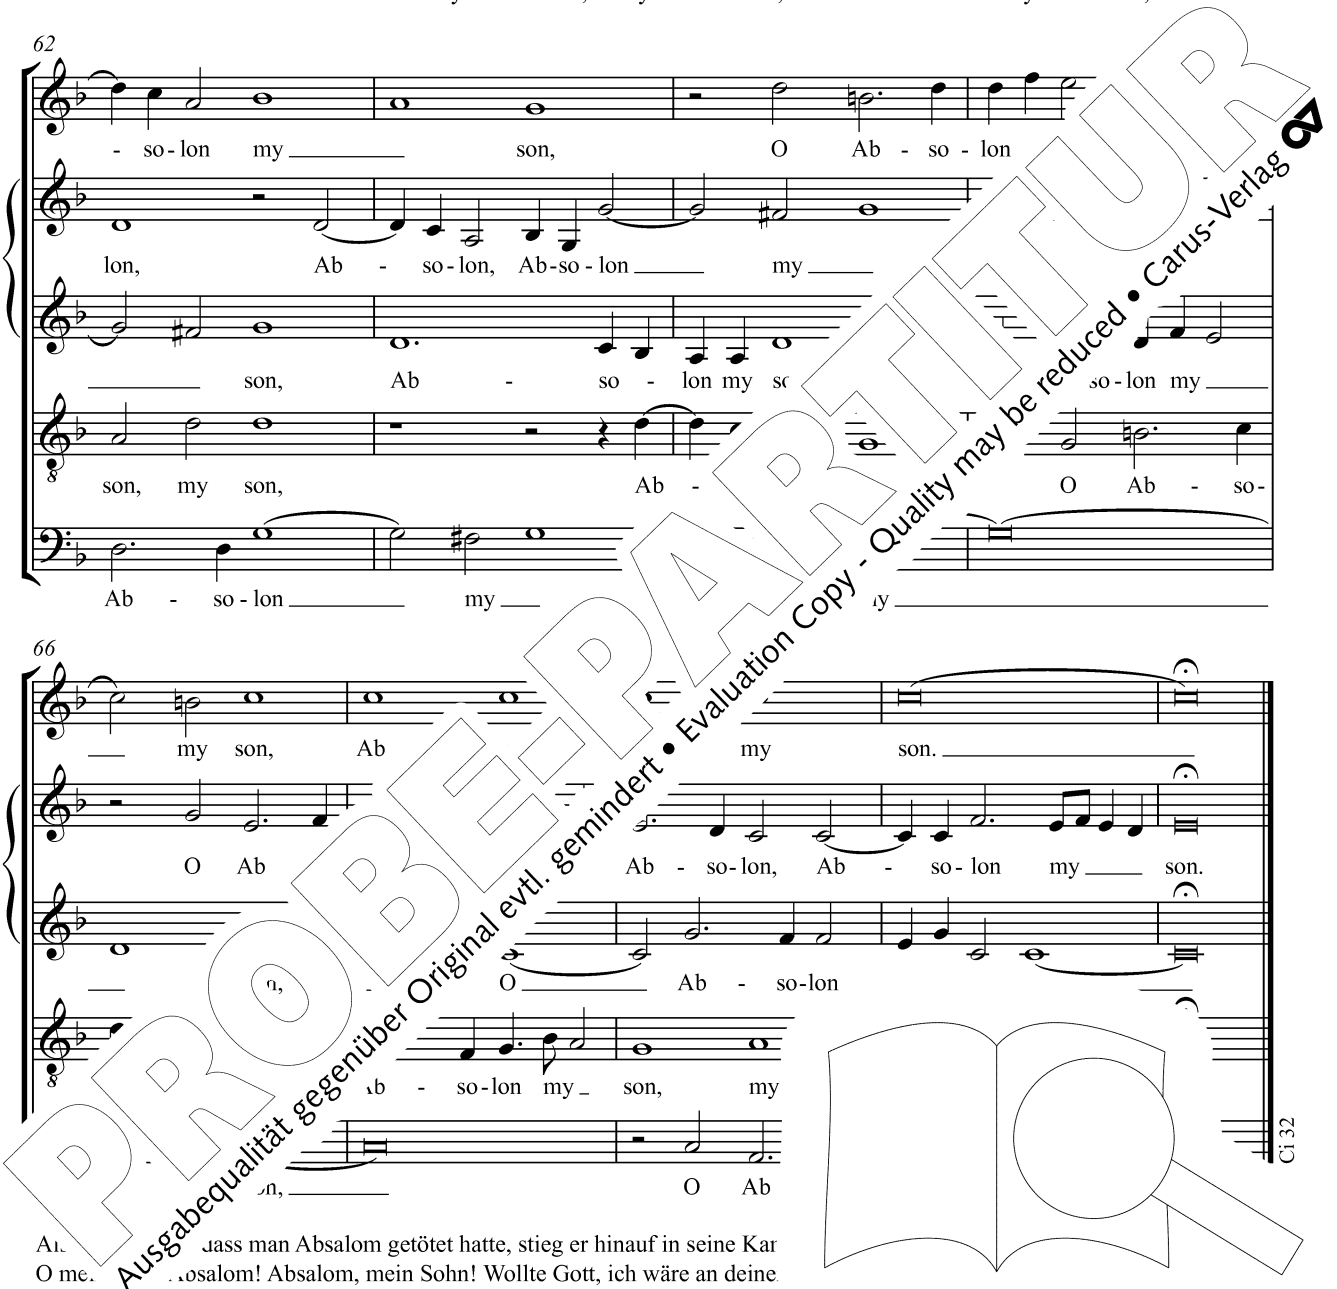 62
- so - lon my son, O Ab - so - lon
lon, Ab - so - lon, Ab - so - lon my
son, Ab - so - lon my so - lon my
son, my son, Ab - O Ab - so-
Ab - so - lon my
66
my son, Ab my son.
O Ab Ab - so - lon, Ab - so - lon my son.
O Ab - so - lon
so - lon my son, my
O Ab
dass man Absalom getötet hatte, stieg er hinauf in seine
O Absalom! Absalom, mein Sohn! Wollte Gott, ich wäre an
PROBE-PARTITUR
Ausgabequalität gegenüber Original evtl. gemindert • Evaluation Copy - Quality may be reduced • Carus-Verlag
Ci 32